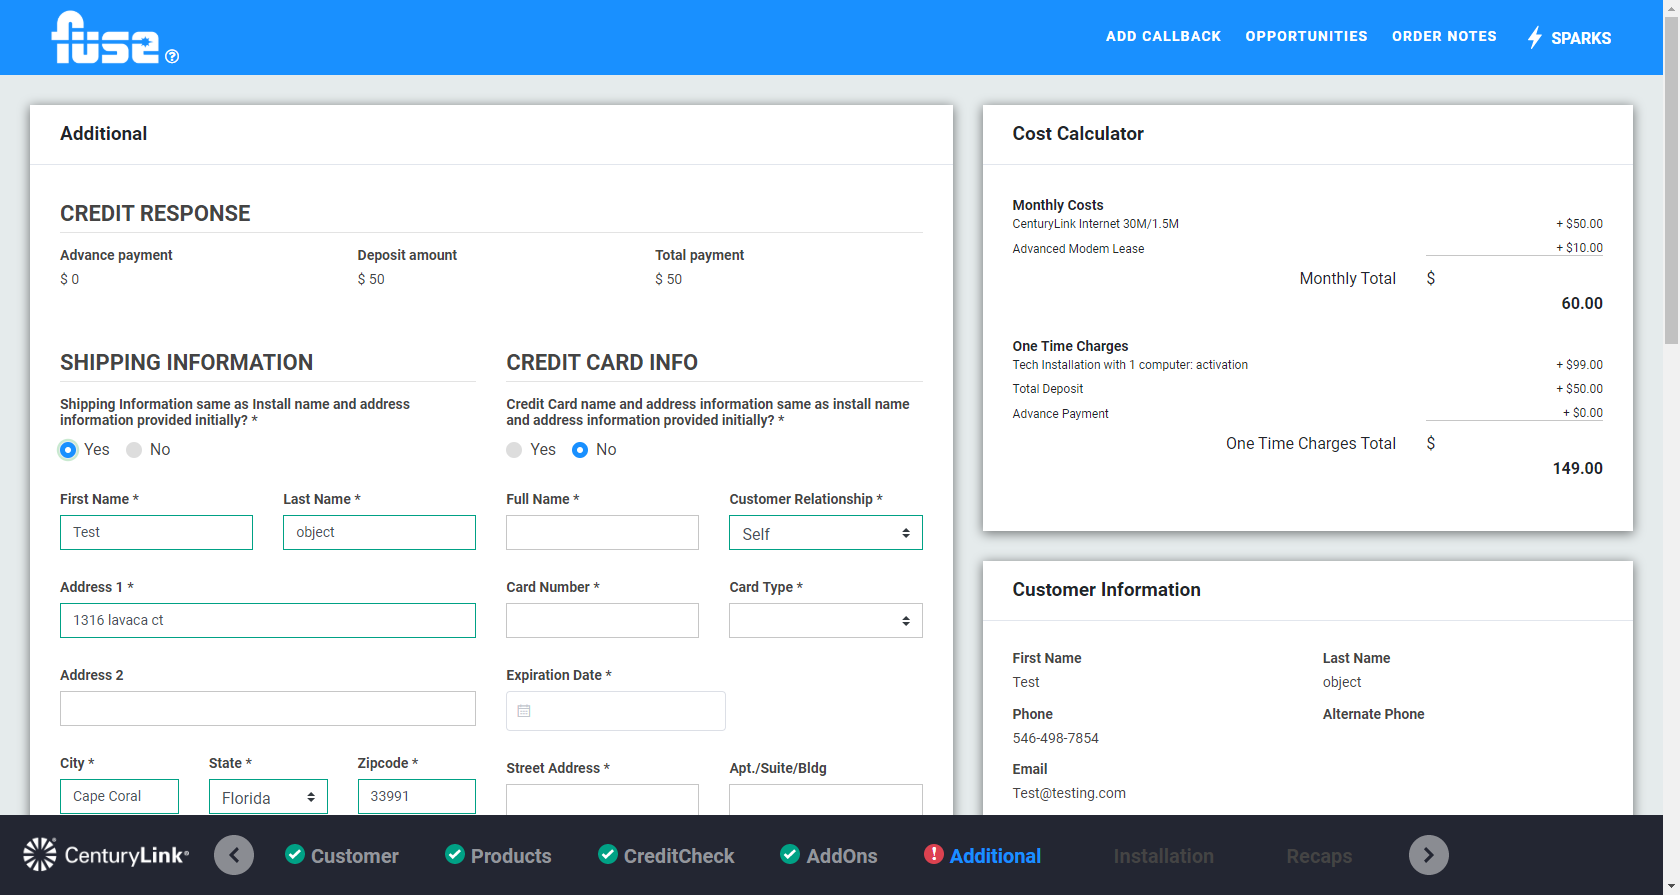 fuse
ADD CALLBACK OPPORTUNITIES ORDER NOTES SPARKS
Additional
CREDIT RESPONSE
Advance payment Deposit amount Total payment
$ 0 $ 50 $ 50
SHIPPING INFORMATION
Shipping Information same as Install name and address
information provided initially? *
Yes No
First Name * Last Name *
Test object
Address 1 *
1316 lavaca ct
Address 2
City * State * Zipcode *
Cape Coral Florida 33991
CREDIT CARD INFO
Credit Card name and address information same as install name
and address information provided initially? *
Yes No
Full Name * Customer Relationship *
Self
Card Number * Card Type *
Expiration Date *
Street Address * Apt./Suite/Bldg
Cost Calculator
Monthly Costs
CenturyLink Internet 30M/1.5M + $50.00
Advanced Modem Lease + $10.00
Monthly Total $
60.00
One Time Charges
Tech Installation with 1 computer: activation + $99.00
Total Deposit + $50.00
Advance Payment + $0.00
One Time Charges Total $
149.00
Customer Information
First Name Last Name
Test object
Phone Alternate Phone
546-498-7854
Email
Test@testing.com
CenturyLink Customer Products CreditCheck AddOns Additional Installation Recaps